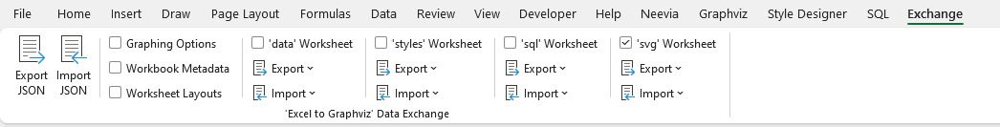 File Home Insert Draw Page Layout Formulas Data Review View Developer Help Neevia Graphviz Style Designer SQL Exchange
Export JSON
Import JSON
Graphing Options
Workbook Metadata
Worksheet Layouts
'data' Worksheet
Export
Import
'styles' Worksheet
Export
Import
'sql' Worksheet
Export
Import
'svg' Worksheet
Export
Import
'Excel to Graphviz' Data Exchange